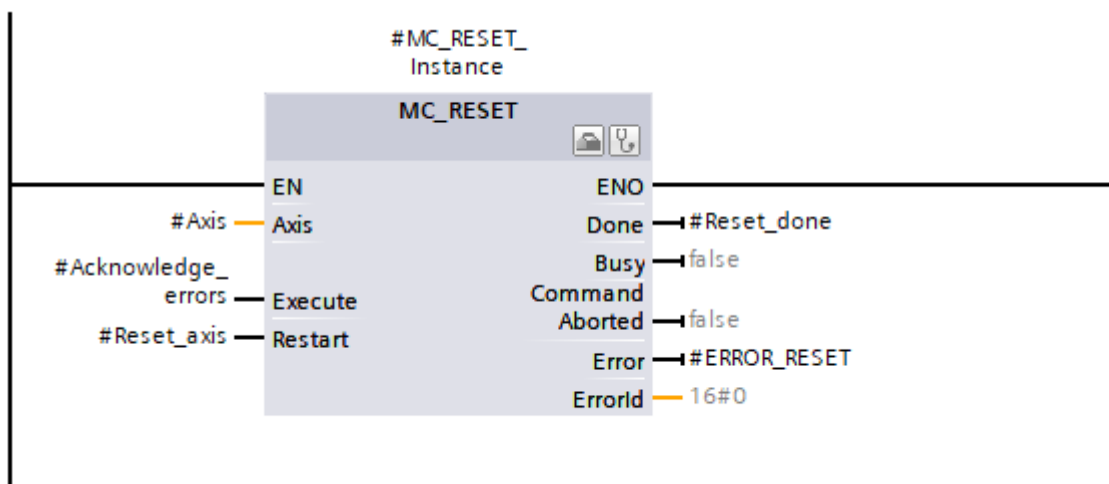 #MC_RESET_
Instance
MC_RESET
EN
ENO
#Axis
Axis
Done
#Reset_done
Busy
false
#Acknowledge_
errors
Execute
Command
Aborted
false
#Reset_axis
Restart
Error
#ERROR_RESET
ErrorId
16#0